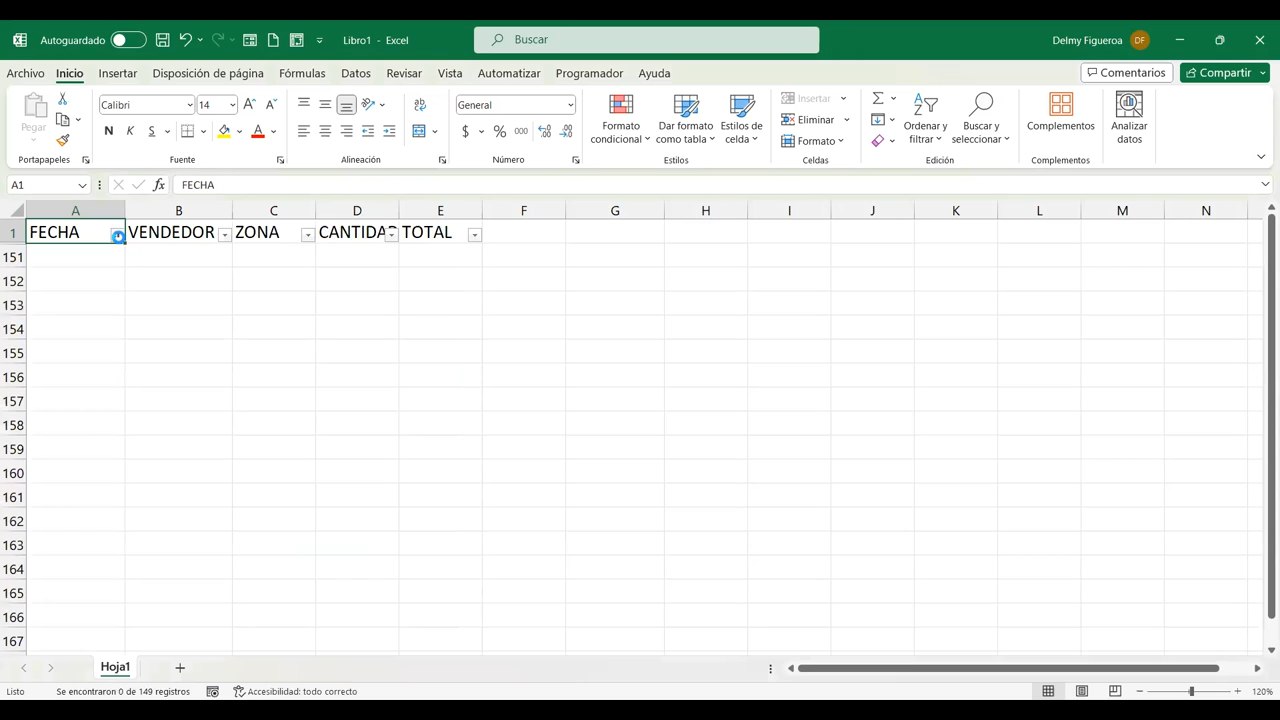 Autoguardado Libro1 - Excel Buscar Delmy Figueroa DF
Archivo Inicio Insertar Disposición de página Fórmulas Datos Revisar Vista Automatizar Programador Ayuda Comentarios Compartir
Pegar Calibri 14 General Formato condicional Dar formato como tabla Estilos de celda Insertar Eliminar Formato Ordenar y filtrar Buscar y seleccionar Complementos Analizar datos
N K S $ % 000
Portapapeles Fuente Alineación Número Estilos Celdas Edición Complementos
A1 fx FECHA
A B C D E F G H I J K L M N
1 FECHA VENDEDOR ZONA CANTIDAD TOTAL
151
152
153
154
155
156
157
158
159
160
161
162
163
164
165
166
167
Hoja1
Listo Se encontraron 0 de 149 registros Accesibilidad: todo correcto 120%